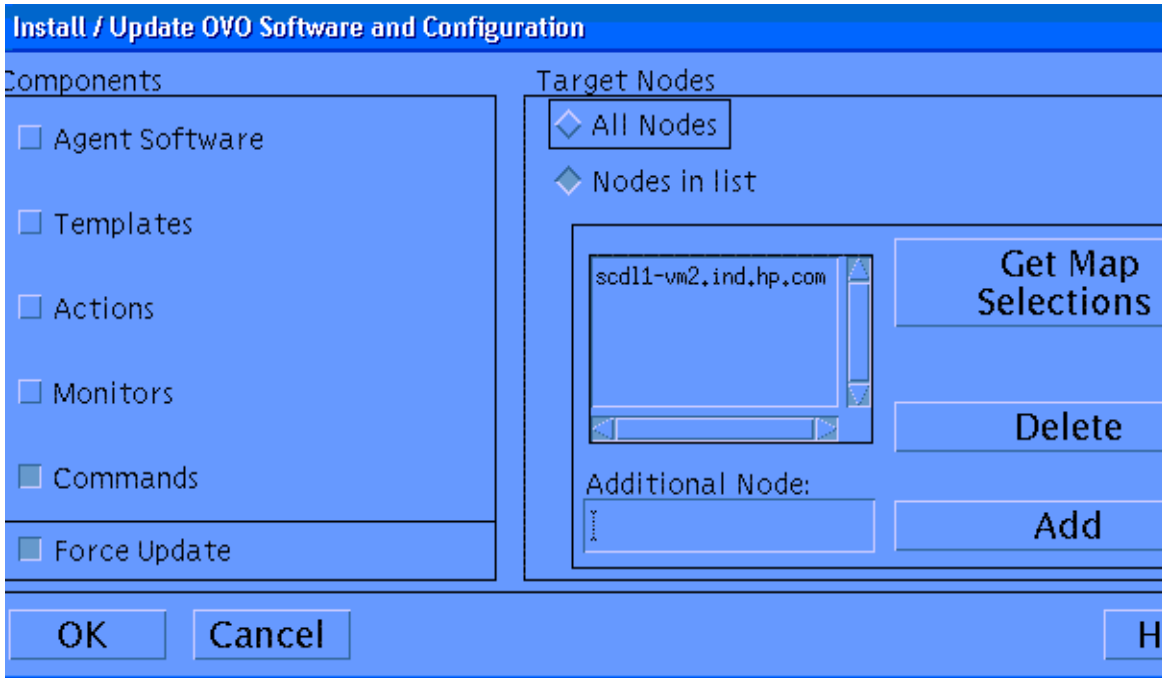 Install / Update OVO Software and Configuration
Components
Agent Software
Templates
Actions
Monitors
Commands
Force Update
Target Nodes
All Nodes
Nodes in list
scdl1-vm2.ind.hp.com
Get Map
Selections
Delete
Additional Node:
Add
OK
Cancel
H